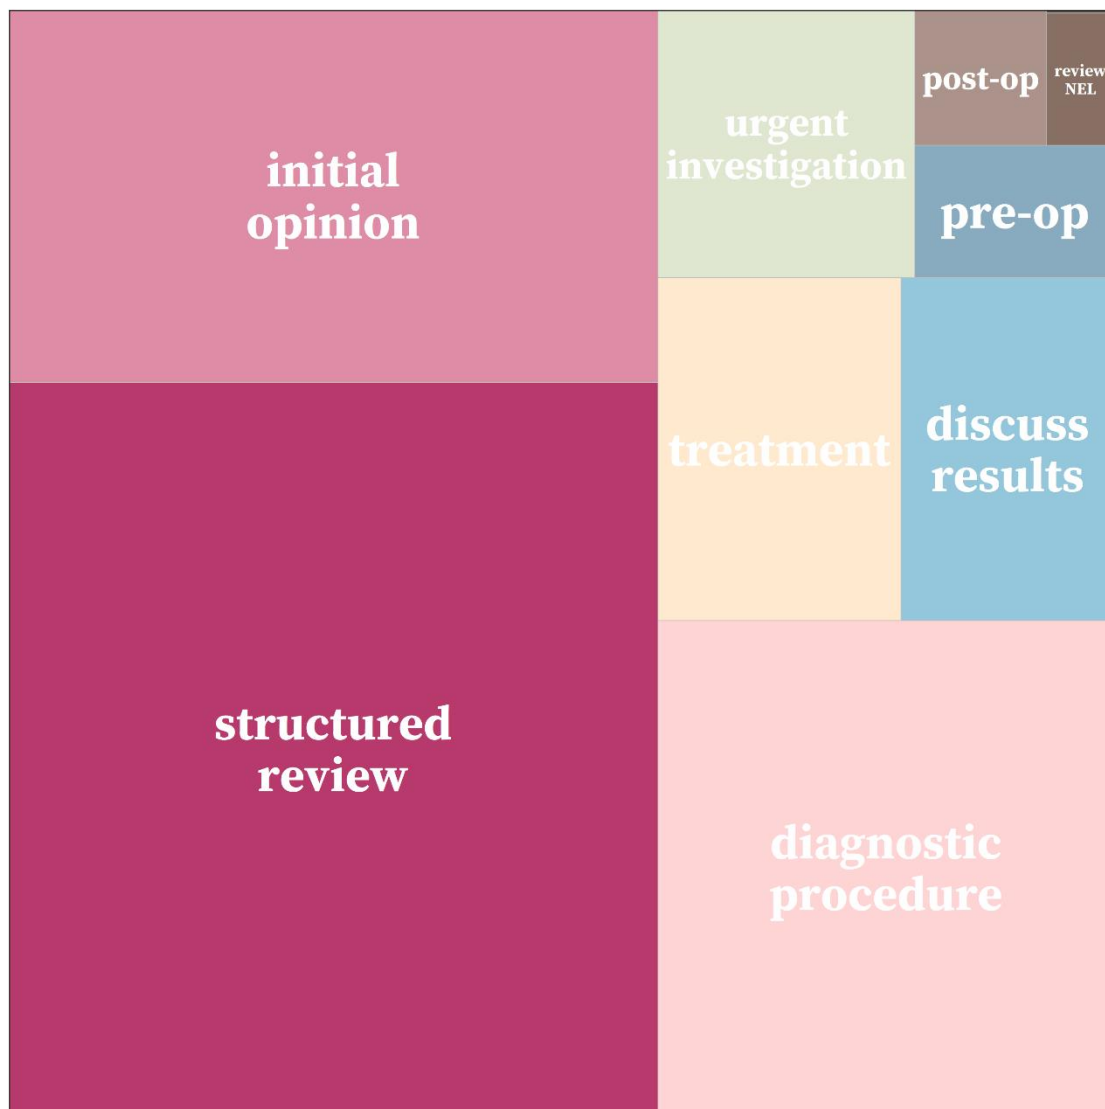 initial
opinion
urgent
investigation
post-op
review
NEL
pre-op
treatment
discuss
results
structured
review
diagnostic
procedure